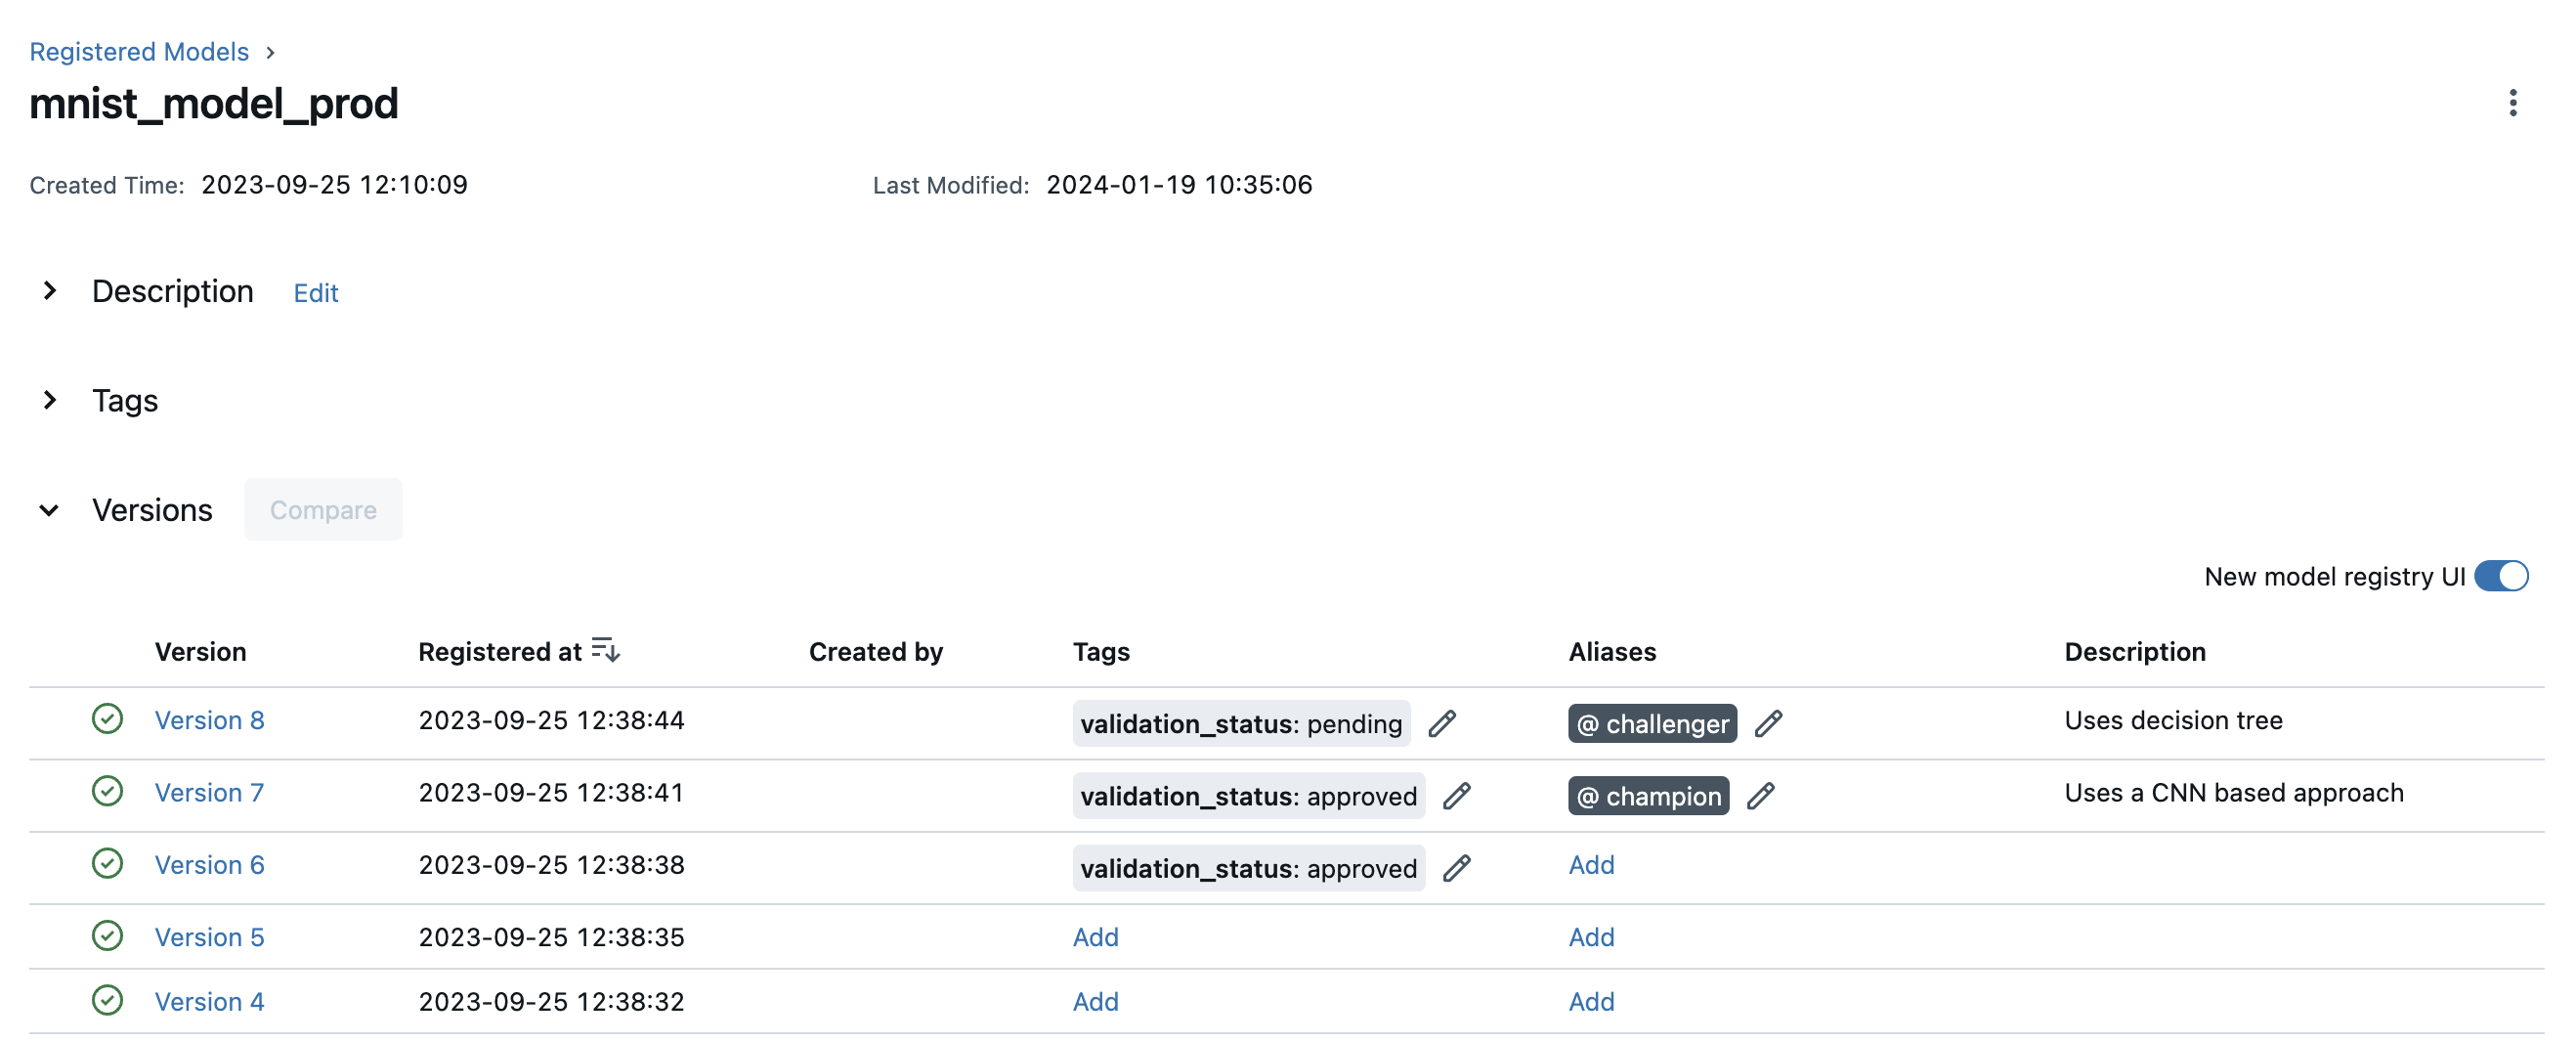 Registered Models >
mnist_model_prod
Created Time: 2023-09-25 12:10:09 Last Modified: 2024-01-19 10:35:06
Description Edit
Tags
Versions Compare
New model registry UI
Version Registered at Created by Tags Aliases Description
Version 8 2023-09-25 12:38:44 validation_status: pending @ challenger Uses decision tree
Version 7 2023-09-25 12:38:41 validation_status: approved @ champion Uses a CNN based approach
Version 6 2023-09-25 12:38:38 validation_status: approved Add
Version 5 2023-09-25 12:38:35 Add Add
Version 4 2023-09-25 12:38:32 Add Add